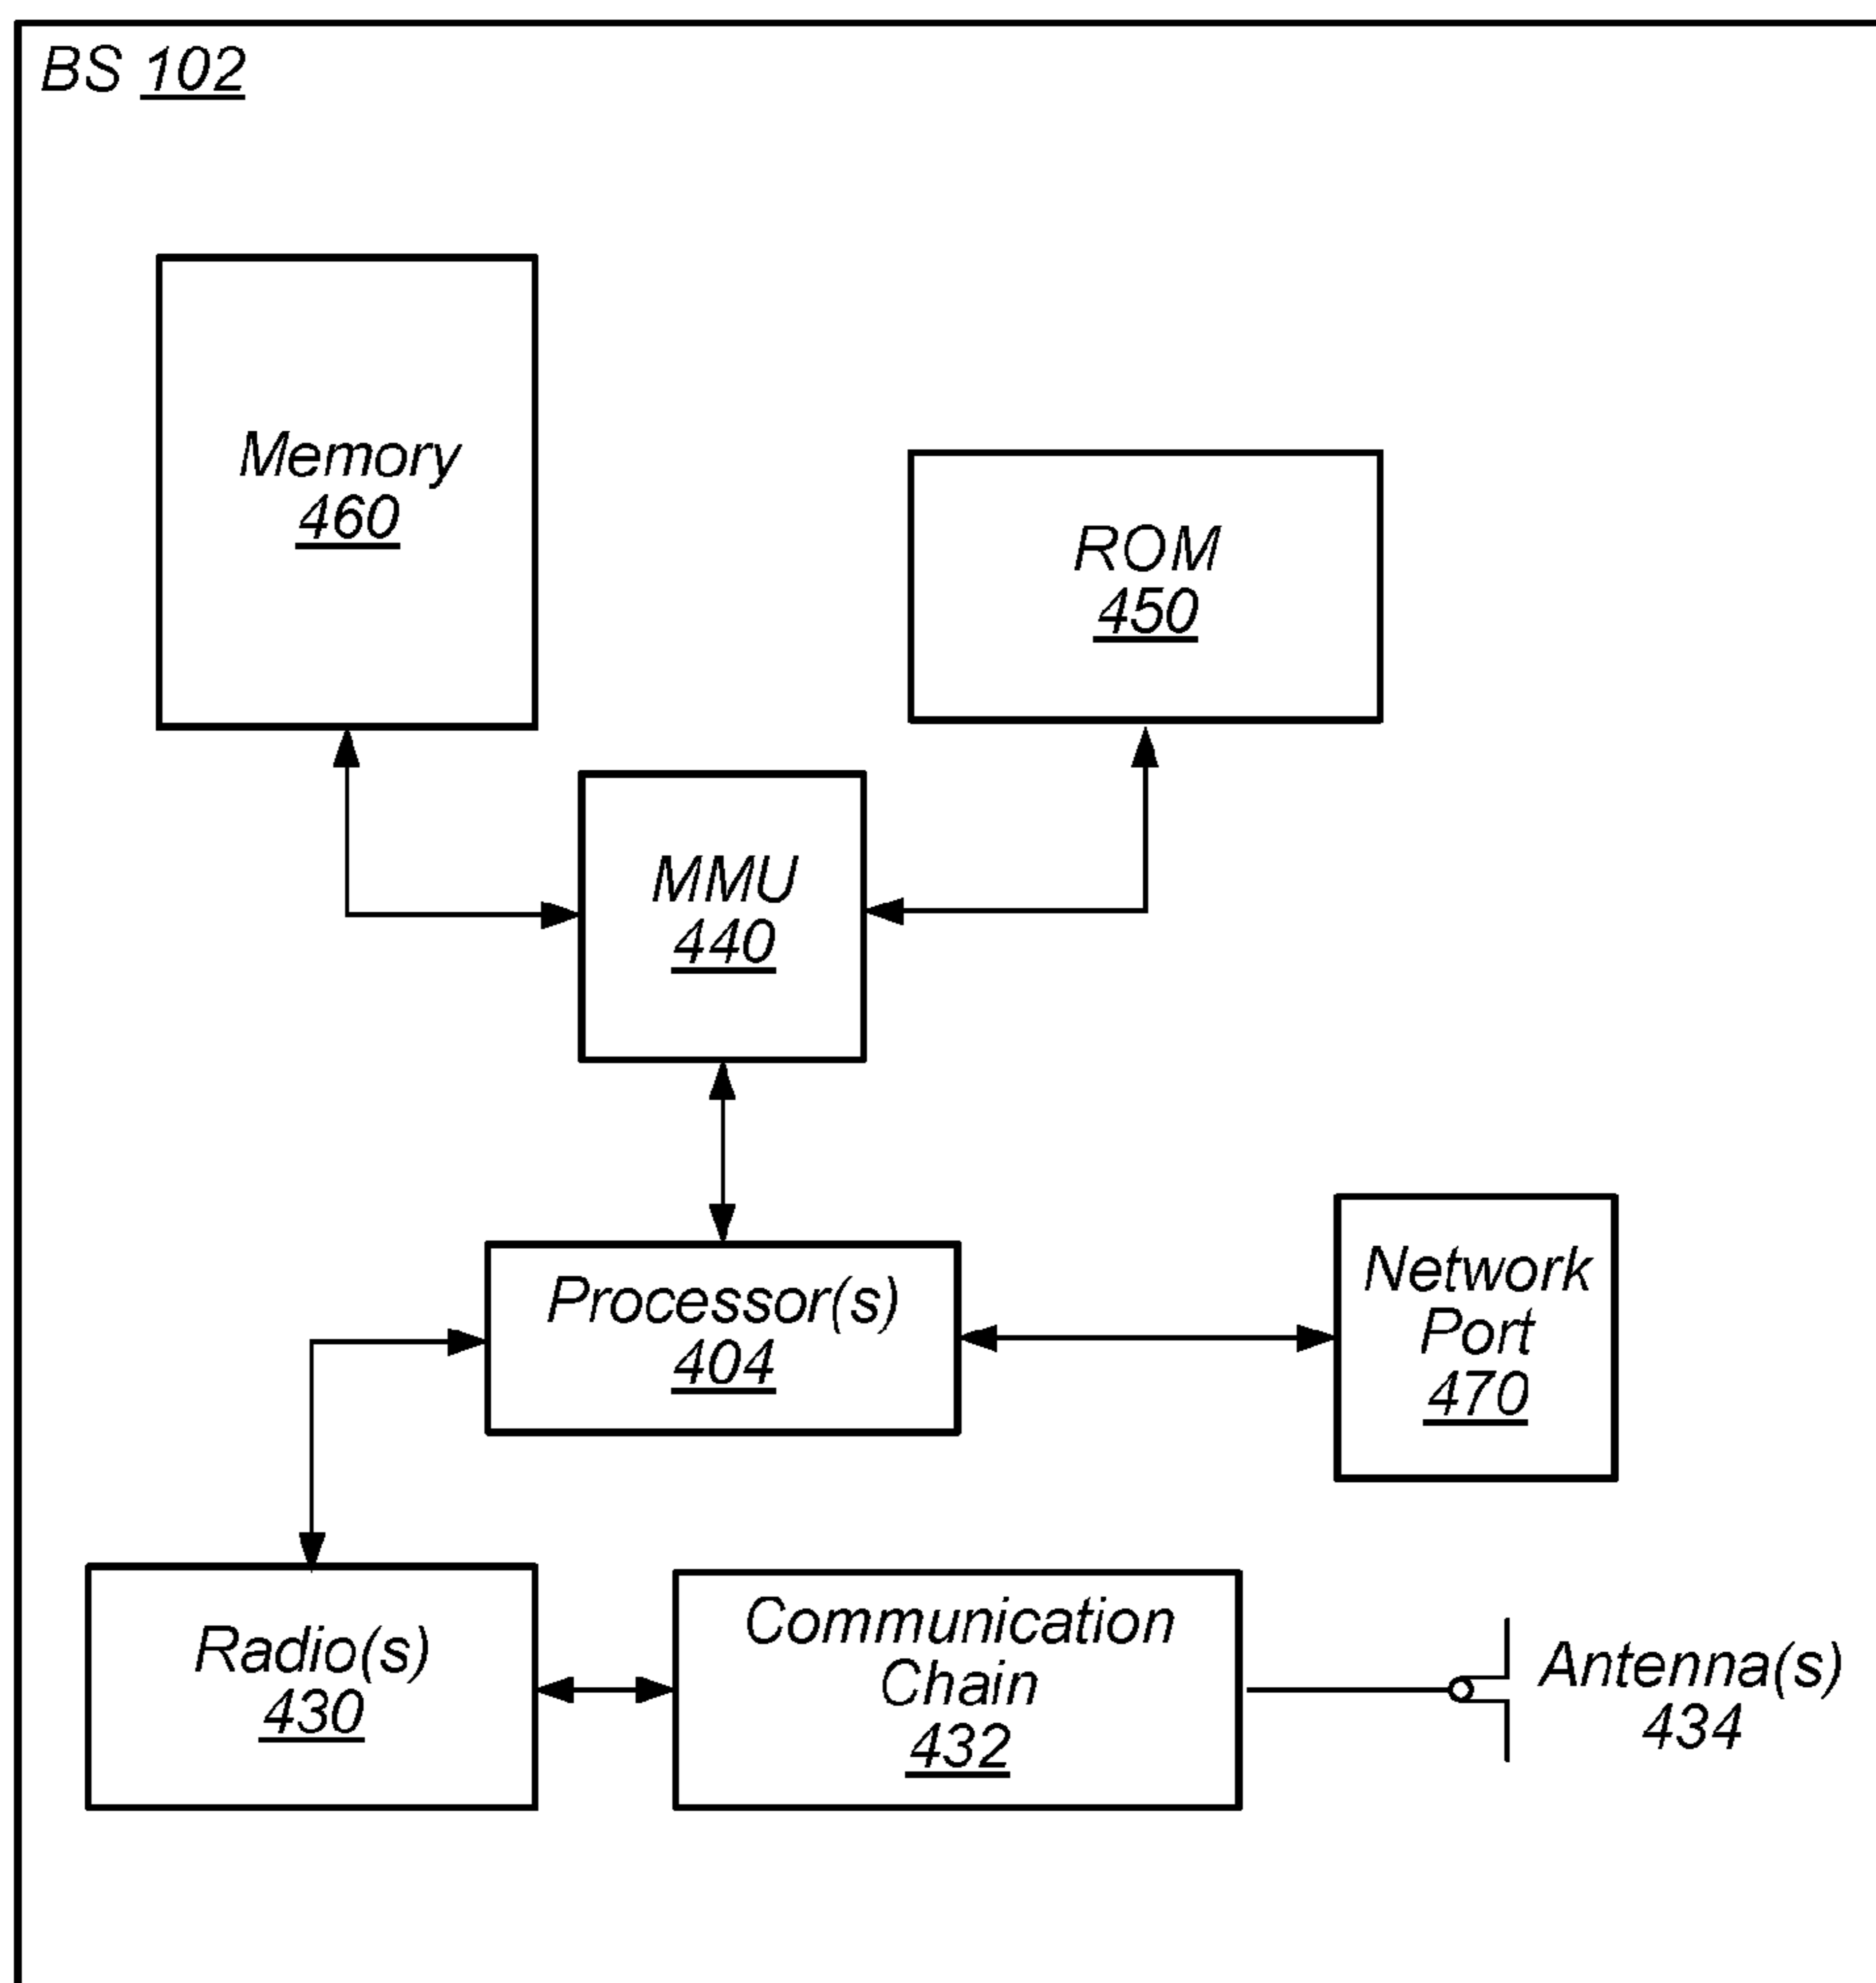 BS 102
Memory
460
ROM
450
MMU
440
Processor(s)
404
Network
Port
470
Radio(s)
430
Communication
Chain
432
Antenna(s)
434